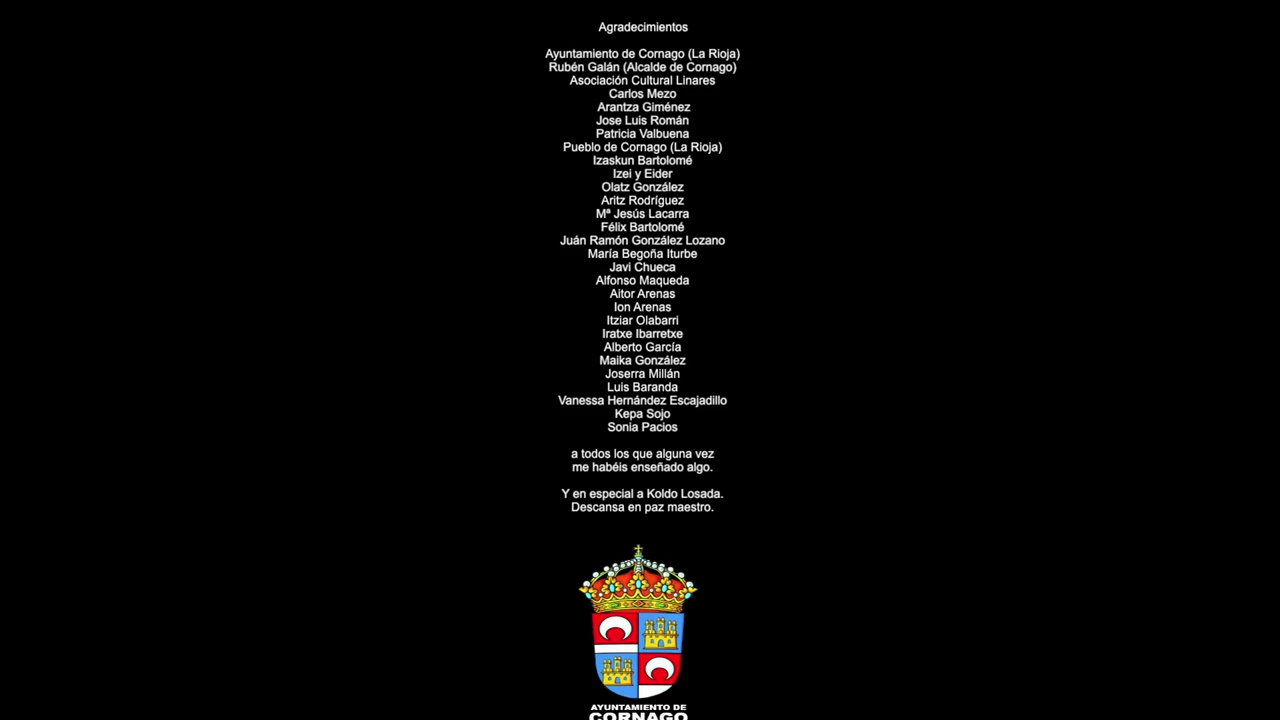 Agradecimientos
Ayuntamiento de Cornago (La Rioja)
Rubén Galán (Alcalde de Cornago)
Asociación Cultural Linares
Carlos Mezo
Arantza Giménez
Jose Luis Román
Patricia Valbuena
Pueblo de Cornago (La Rioja)
Izaskun Bartolomé
Izei y Eider
Olatz González
Aritz Rodríguez
Mª Jesús Lacarra
Félix Bartolomé
Juán Ramón González Lozano
María Begoña Iturbe
Javi Chueca
Alfonso Maqueda
Aitor Arenas
Ion Arenas
Itziar Olabarri
Iratxe Ibarretxe
Alberto García
Maika González
Joserra Millán
Luis Baranda
Vanessa Hernández Escajadillo
Kepa Sojo
Sonia Pacios
a todos los que alguna vez
me habéis enseñado algo.
Y en especial a Koldo Losada.
Descansa en paz maestro.
AYUNTAMIENTO DE
CORNAGO